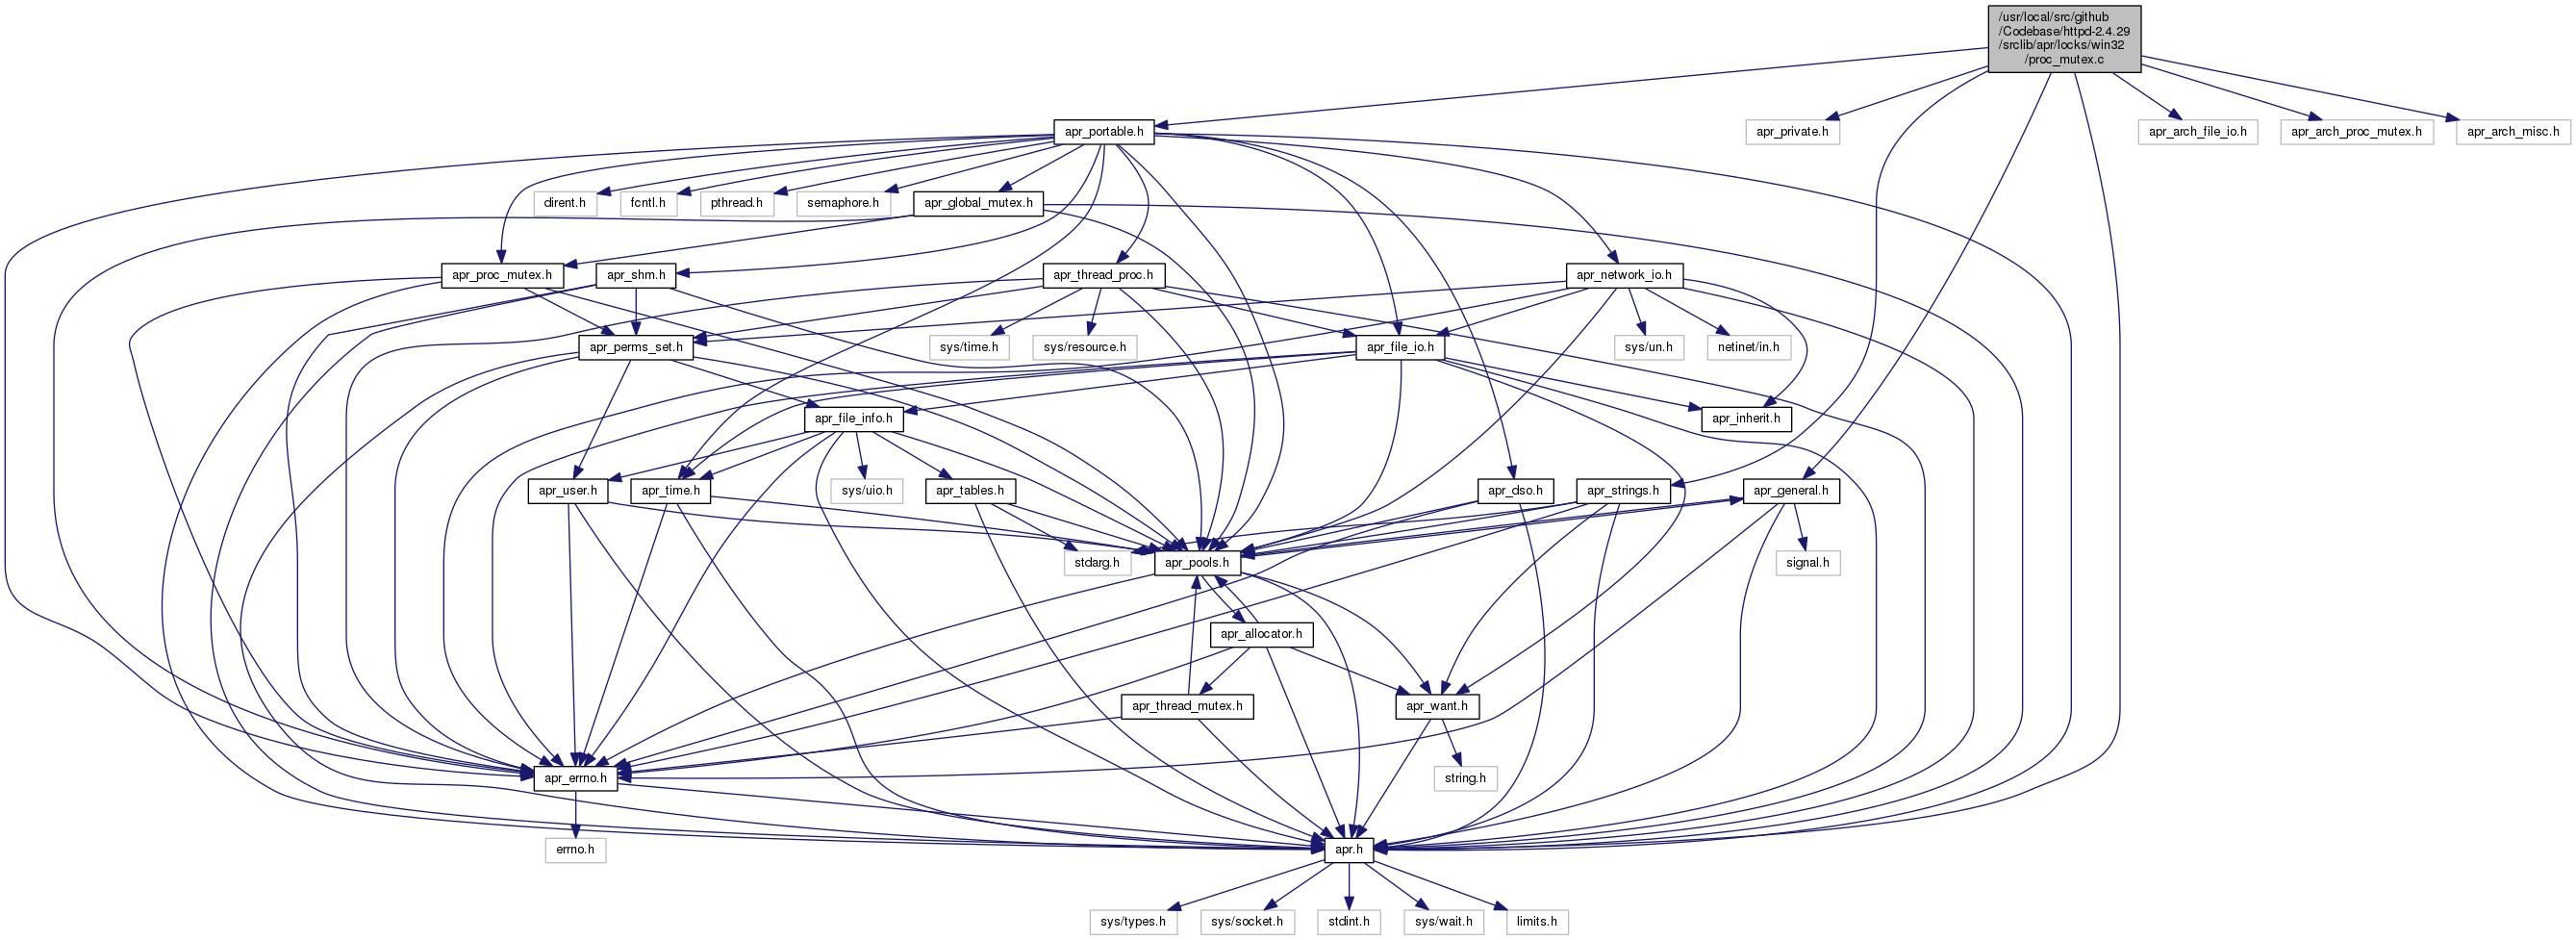 /usr/local/src/github
/Codebase/httpd-2.4.29
/srclib/apr/locks/win32
/proc_mutex.c
apr_portable.h
apr_private.h
apr_arch_file_io.h
apr_arch_proc_mutex.h
apr_arch_misc.h
dirent.h
fcntl.h
pthread.h
semaphore.h
apr_global_mutex.h
apr_proc_mutex.h
apr_shm.h
apr_thread_proc.h
apr_network_io.h
apr_perms_set.h
sys/time.h
sys/resource.h
apr_file_io.h
sys/un.h
netinet/in.h
apr_file_info.h
apr_inherit.h
apr_user.h
apr_time.h
sys/uio.h
apr_tables.h
apr_dso.h
apr_strings.h
apr_general.h
stdarg.h
apr_pools.h
signal.h
apr_allocator.h
apr_thread_mutex.h
apr_want.h
apr_errno.h
string.h
errno.h
apr.h
sys/types.h
sys/socket.h
stdint.h
sys/wait.h
limits.h